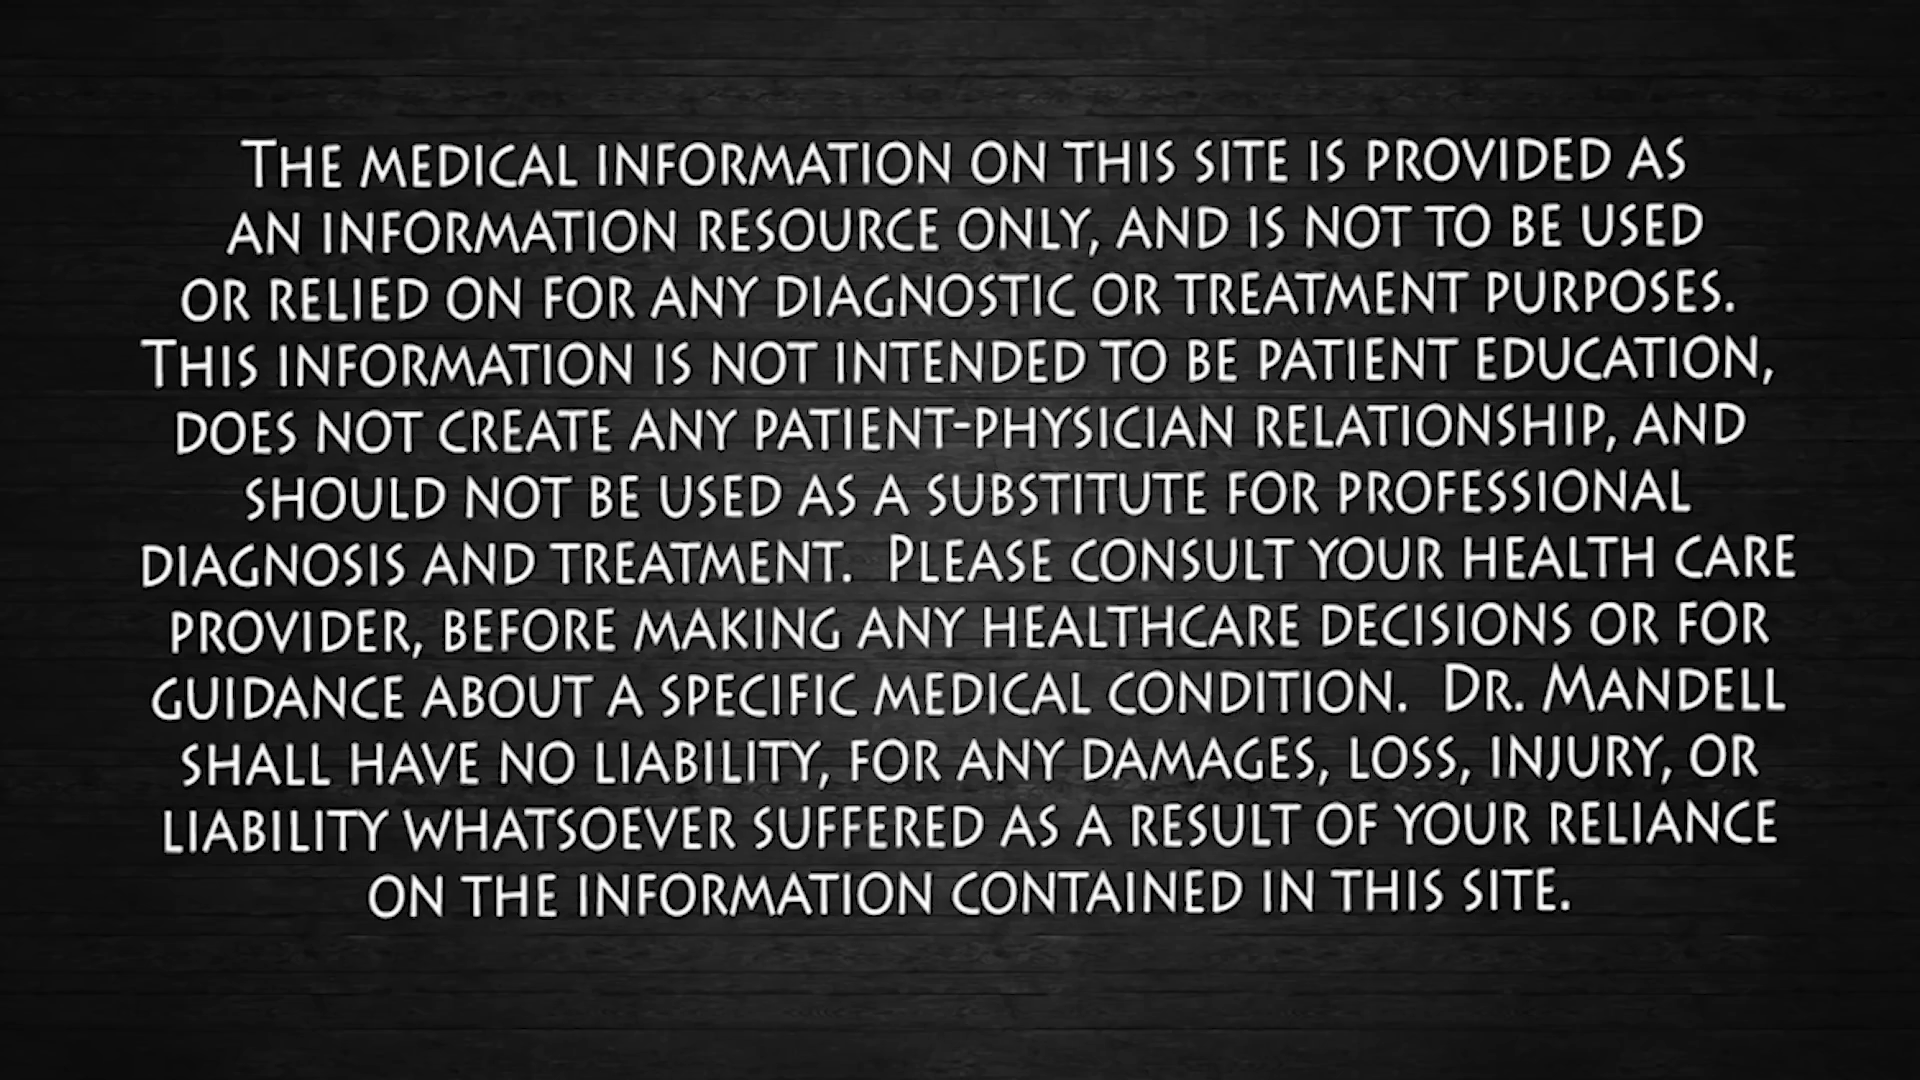 The medical information on this site is provided as
an information resource only, and is not to be used
or relied on for any diagnostic or treatment purposes.
This information is not intended to be patient education,
does not create any patient-physician relationship, and
should not be used as a substitute for professional
diagnosis and treatment.  Please consult your health care
provider, before making any healthcare decisions or for
guidance about a specific medical condition.  Dr. Mandell
shall have no liability, for any damages, loss, injury, or
liability whatsoever suffered as a result of your reliance
on the information contained in this site.